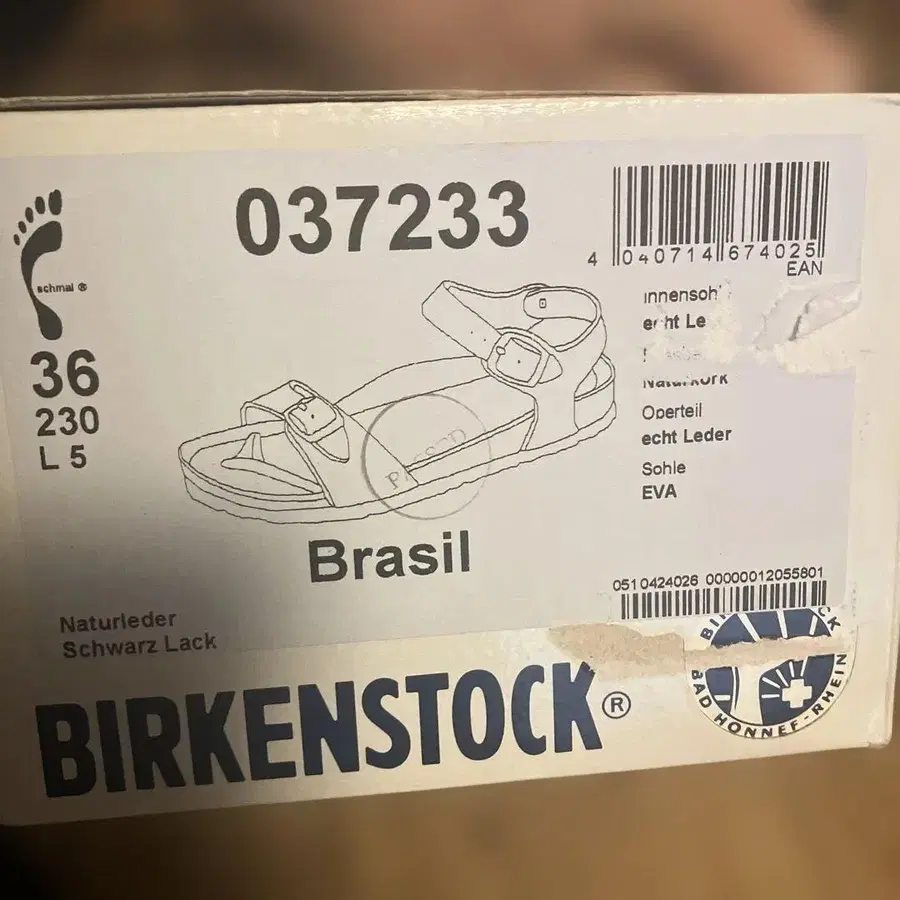 037233
schmal ®
36
230
L 5
4 040714 674025
EAN
echt Le
Naturkork
Oberteil
echt Leder
Sohle
EVA
PASSED
Brasil
0510424026 00000012055801
Naturleder
Schwarz Lack
BIRKENSTOCK®
BAD HONNEF-RHEIN